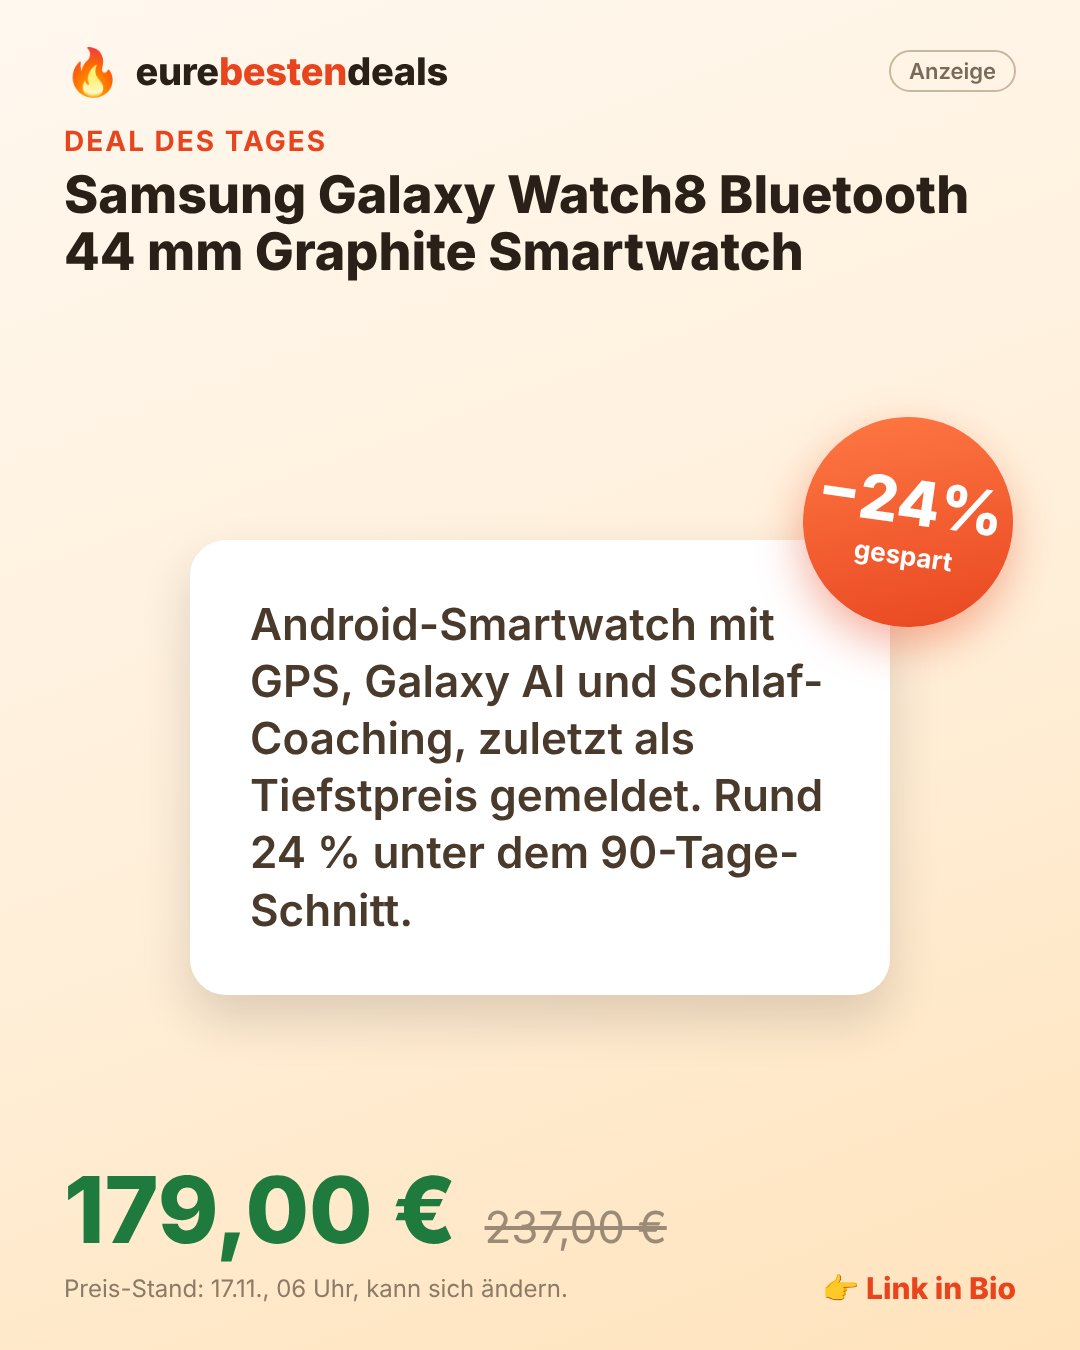 eurebestendeals
Anzeige
DEAL DES TAGES
Samsung Galaxy Watch8 Bluetooth
44 mm Graphite Smartwatch
−24%
gespart
Android-Smartwatch mit
GPS, Galaxy AI und Schlaf-
Coaching, zuletzt als
Tiefstpreis gemeldet. Rund
24 % unter dem 90-Tage-
Schnitt.
179,00 € 237,00 €
Preis-Stand: 17.11., 06 Uhr, kann sich ändern.
👉 Link in Bio